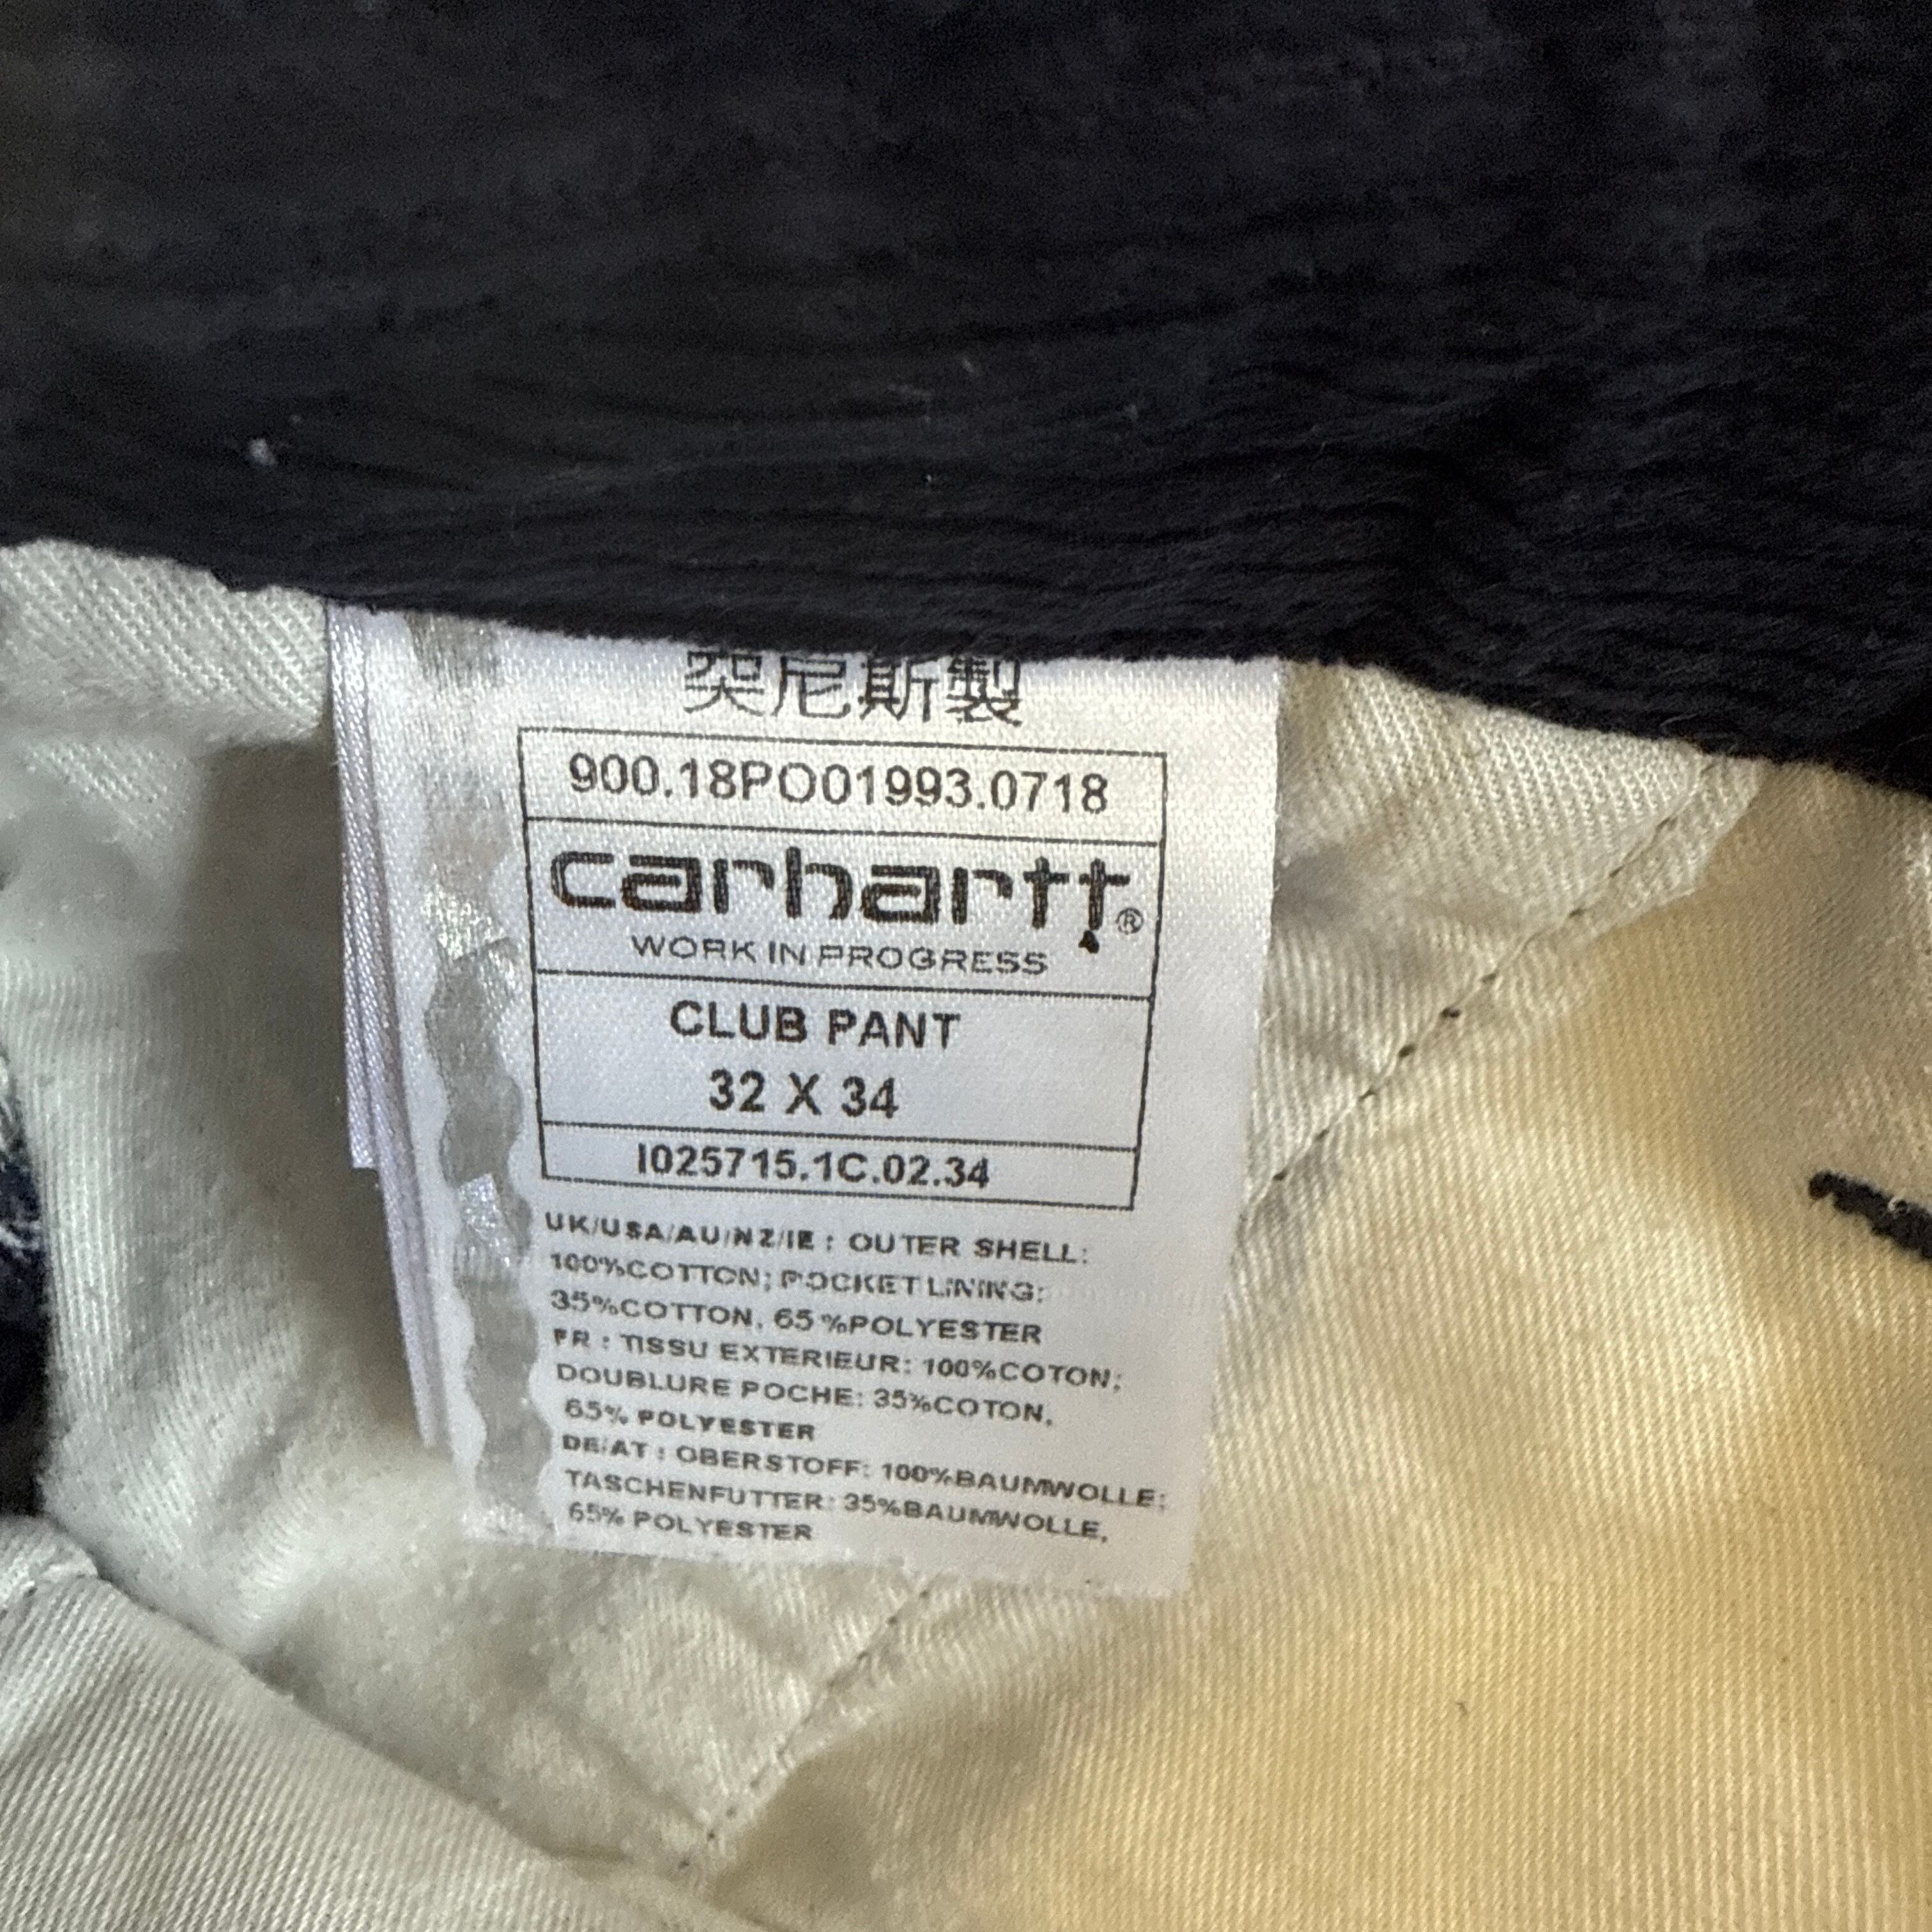 突尼斯製
900.18PO01993.0718
carhartt®
WORK IN PROGRESS
CLUB PANT
32 X 34
I025715.1C.02.34
UK/USA/AU/NZ/IE : OUTER SHELL:
100%COTTON; POCKET LINING:
35%COTTON, 65%POLYESTER
FR : TISSU EXTERIEUR: 100%COTON;
DOUBLURE POCHE: 35%COTON,
65% POLYESTER
DE/AT : OBERSTOFF: 100%BAUMWOLLE;
TASCHENFUTTER: 35%BAUMWOLLE,
65% POLYESTER